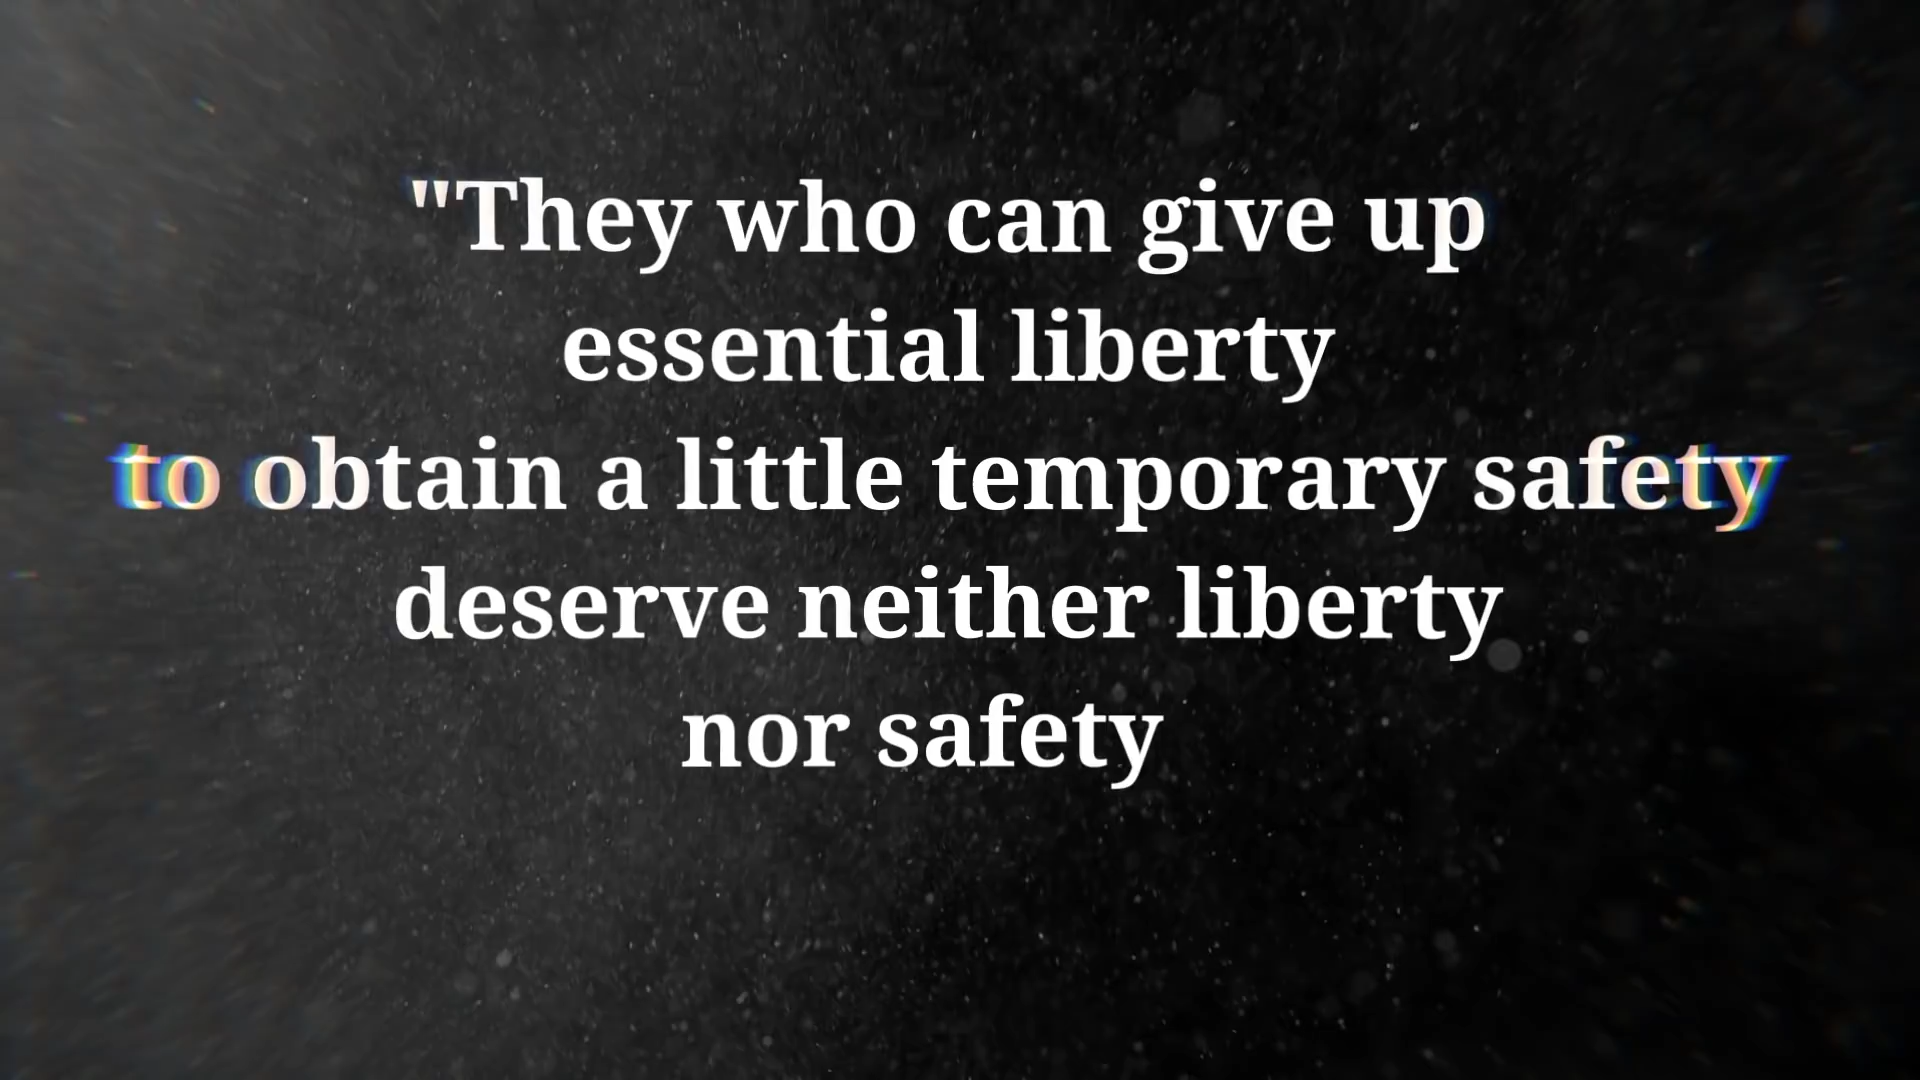 "They who can give up
essential liberty
to obtain a little temporary safety
deserve neither liberty
nor safety